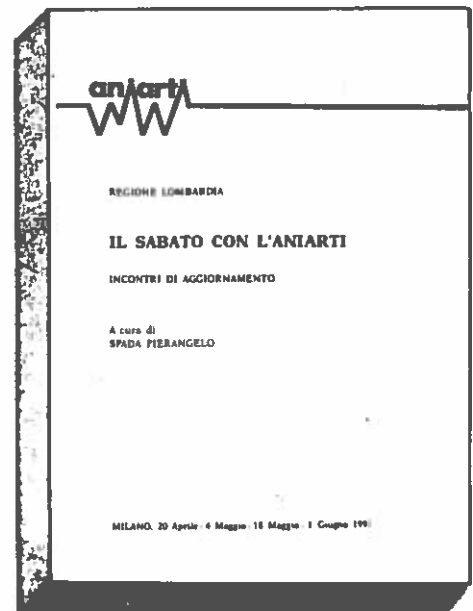 aniarti
REGIONE LOMBARDIA
IL SABATO CON L'ANIARTI
INCONTRI DI AGGIORNAMENTO
A cura di
SPADA PIERANGELO
MILANO, 20 Aprile - 4 Maggio - 18 Maggio - 1 Giugno